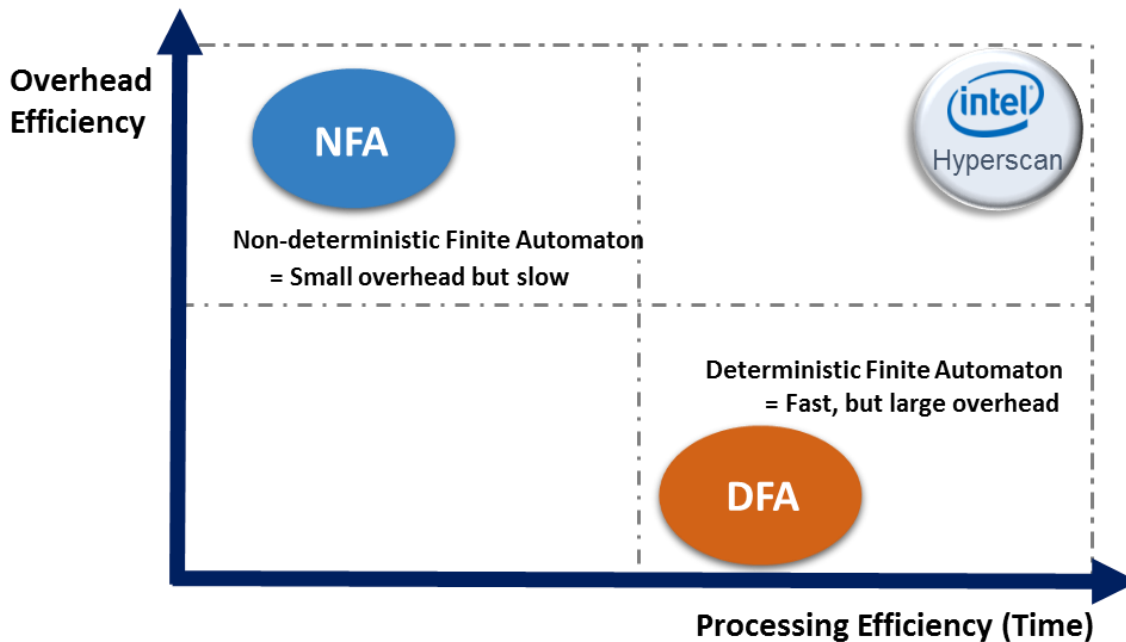 Overhead
Efficiency
NFA
intel
Hyperscan
Non-deterministic Finite Automaton
= Small overhead but slow
Deterministic Finite Automaton
= Fast, but large overhead
DFA
Processing Efficiency (Time)